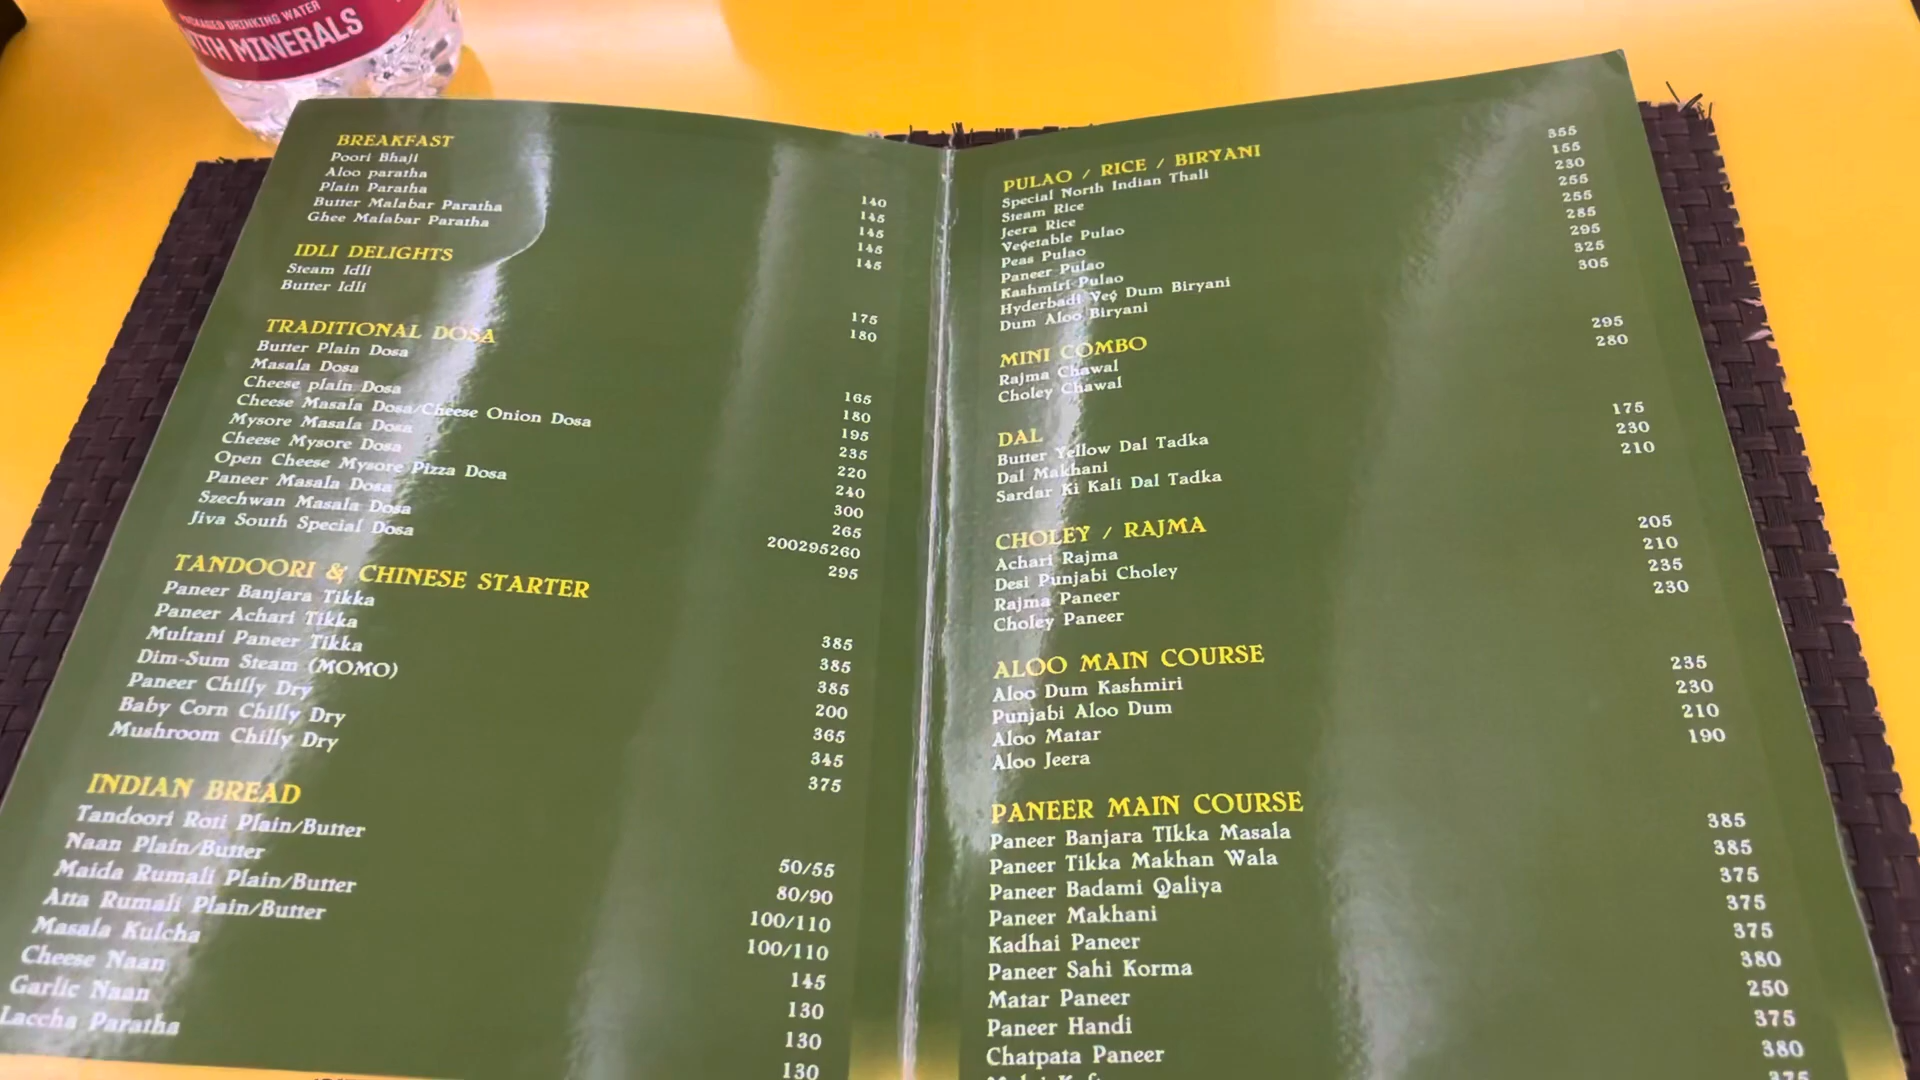 PACKAGED DRINKING WATER
WITH MINERALS
BREAKFAST
Poori Bhaji 140
Aloo paratha 145
Plain Paratha 145
Butter Malabar Paratha 145
Ghee Malabar Paratha 145
IDLI DELIGHTS
Steam Idli 175
Butter Idli 180
TRADITIONAL DOSA
Butter Plain Dosa 165
Masala Dosa 180
Cheese plain Dosa 195
Cheese Masala Dosa/Cheese Onion Dosa 235
Mysore Masala Dosa 220
Cheese Mysore Dosa 240
Open Cheese Mysore Pizza Dosa 300
Paneer Masala Dosa 265
Szechwan Masala Dosa 200295260
Jiva South Special Dosa 295
TANDOORI & CHINESE STARTER
Paneer Banjara Tikka 385
Paneer Achari Tikka 385
Multani Paneer Tikka 385
Dim-Sum Steam (MOMO) 200
Paneer Chilly Dry 365
Baby Corn Chilly Dry 345
Mushroom Chilly Dry 375
INDIAN BREAD
Tandoori Roti Plain/Butter 50/55
Naan Plain/Butter 80/90
Maida Rumali Plain/Butter 100/110
Atta Rumali Plain/Butter 100/110
Masala Kulcha 145
Cheese Naan 130
Garlic Naan 130
Laccha Paratha 130
PULAO / RICE / BIRYANI
Special North Indian Thali 355
Steam Rice 155
Jeera Rice 230
Vegetable Pulao 255
Peas Pulao 255
Paneer Pulao 285
Kashmiri Pulao 295
Hyderbadi Veg Dum Biryani 325
Dum Aloo Biryani 305
MINI COMBO
Rajma Chawal 295
Choley Chawal 280
DAL
Butter Yellow Dal Tadka 175
Dal Makhani 230
Sardar Ki Kali Dal Tadka 210
CHOLEY / RAJMA
Achari Rajma 205
Desi Punjabi Choley 210
Rajma Paneer 235
Choley Paneer 230
ALOO MAIN COURSE
Aloo Dum Kashmiri 235
Punjabi Aloo Dum 230
Aloo Matar 210
Aloo Jeera 190
PANEER MAIN COURSE
Paneer Banjara TIkka Masala 385
Paneer Tikka Makhan Wala 385
Paneer Badami Qaliya 375
Paneer Makhani 375
Kadhai Paneer 375
Paneer Sahi Korma 380
Matar Paneer 250
Paneer Handi 375
Chatpata Paneer 380